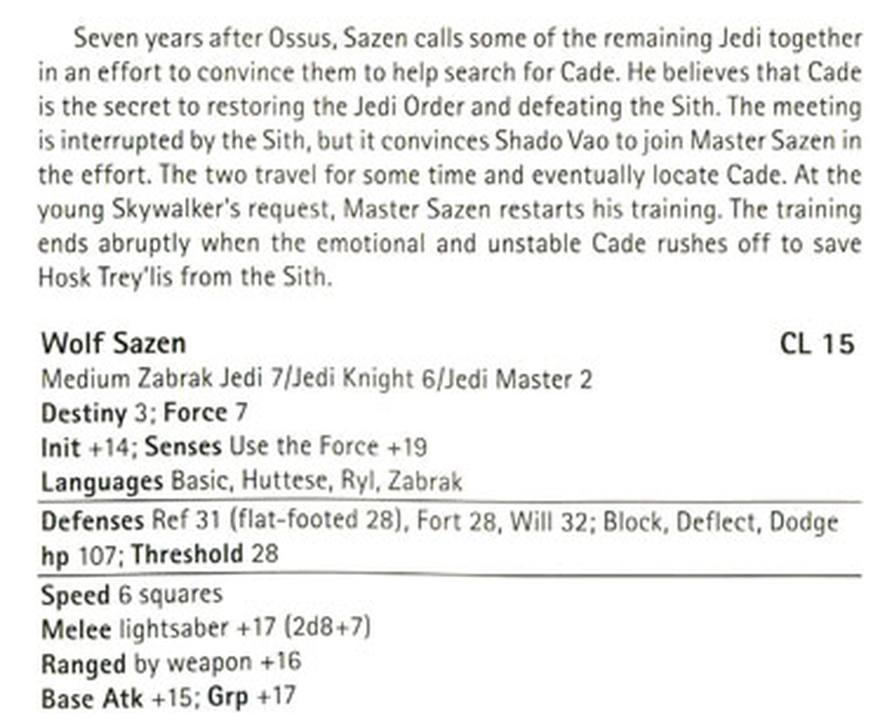 Seven years after Ossus, Sazen calls some of the remaining Jedi together
in an effort to convince them to help search for Cade. He believes that Cade
is the secret to restoring the Jedi Order and defeating the Sith. The meeting
is interrupted by the Sith, but it convinces Shado Vao to join Master Sazen in
the effort. The two travel for some time and eventually locate Cade. At the
young Skywalker's request, Master Sazen restarts his training. The training
ends abruptly when the emotional and unstable Cade rushes off to save
Hosk Trey'lis from the Sith.
Wolf Sazen CL 15
Medium Zabrak Jedi 7/Jedi Knight 6/Jedi Master 2
Destiny 3; Force 7
Init +14; Senses Use the Force +19
Languages Basic, Huttese, Ryl, Zabrak
Defenses Ref 31 (flat-footed 28), Fort 28, Will 32; Block, Deflect, Dodge
hp 107; Threshold 28
Speed 6 squares
Melee lightsaber +17 (2d8+7)
Ranged by weapon +16
Base Atk +15; Grp +17